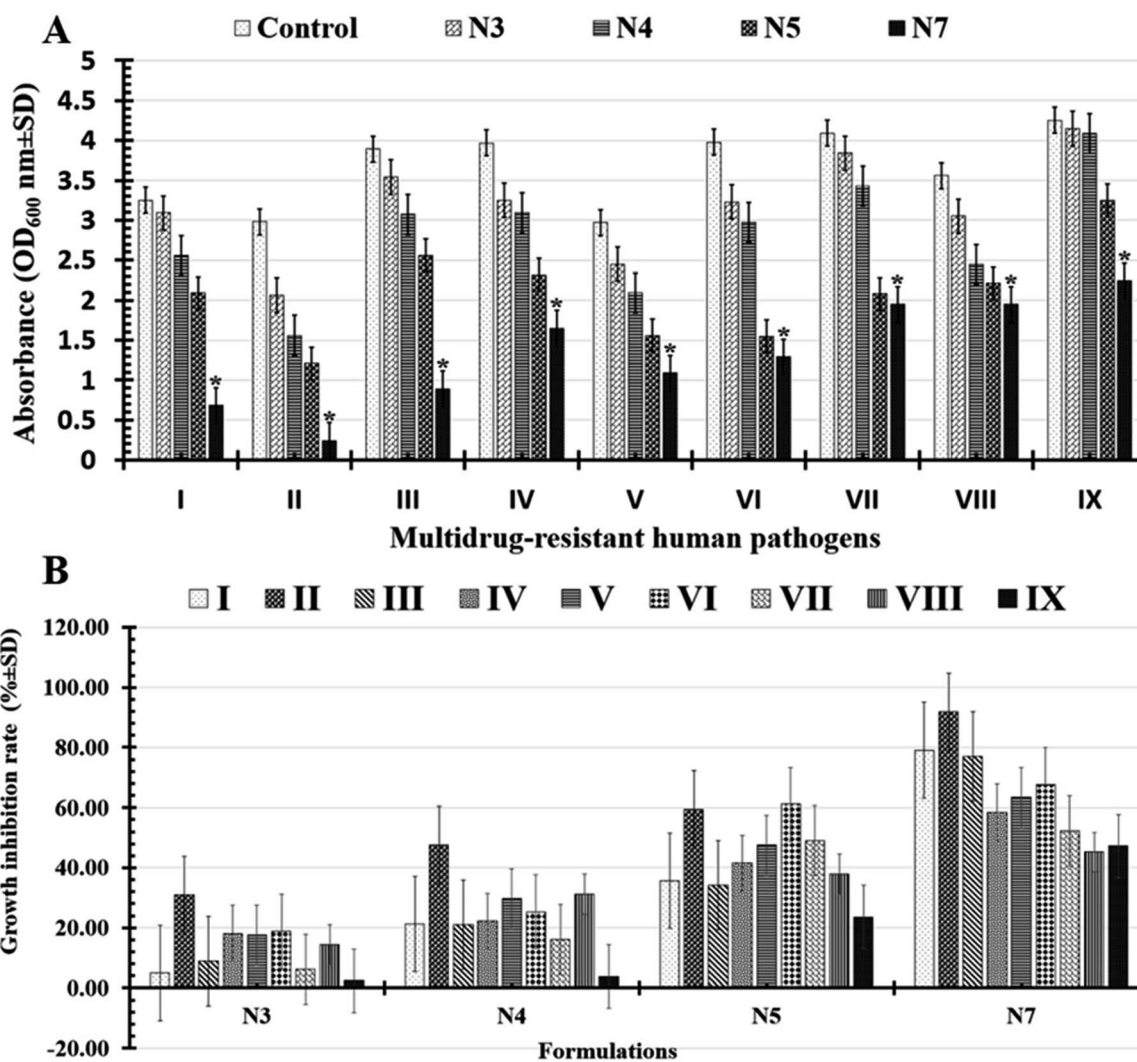 A
Control N3 N4 N5 N7
Absorbance (OD600 nm±SD)
5
4.5
4
3.5
3
2.5
2
1.5
1
0.5
0
* * * * * * * * *
I II III IV V VI VII VIII IX
Multidrug-resistant human pathogens
B
I II III IV V VI VII VIII IX
Growth inhibition rate (%±SD)
120.00
100.00
80.00
60.00
40.00
20.00
0.00
-20.00
N3 N4 N5 N7
Formulations